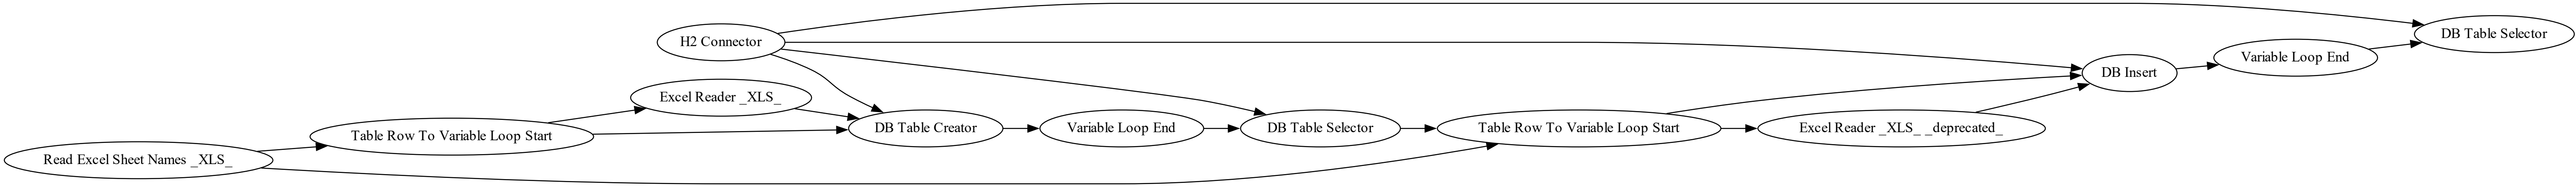 Read Excel Sheet Names _XLS_
Table Row To Variable Loop Start
Excel Reader _XLS_
H2 Connector
DB Table Creator
Variable Loop End
DB Table Selector
Table Row To Variable Loop Start
Excel Reader _XLS_ _deprecated_
DB Insert
Variable Loop End
DB Table Selector